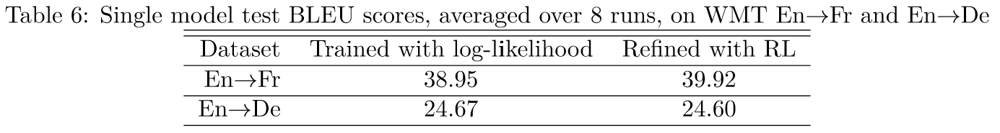 Table 6: Single model test BLEU scores, averaged over 8 runs, on WMT En→Fr and En→De
Dataset Trained with log-likelihood Refined with RL
En→Fr 38.95 39.92
En→De 24.67 24.60